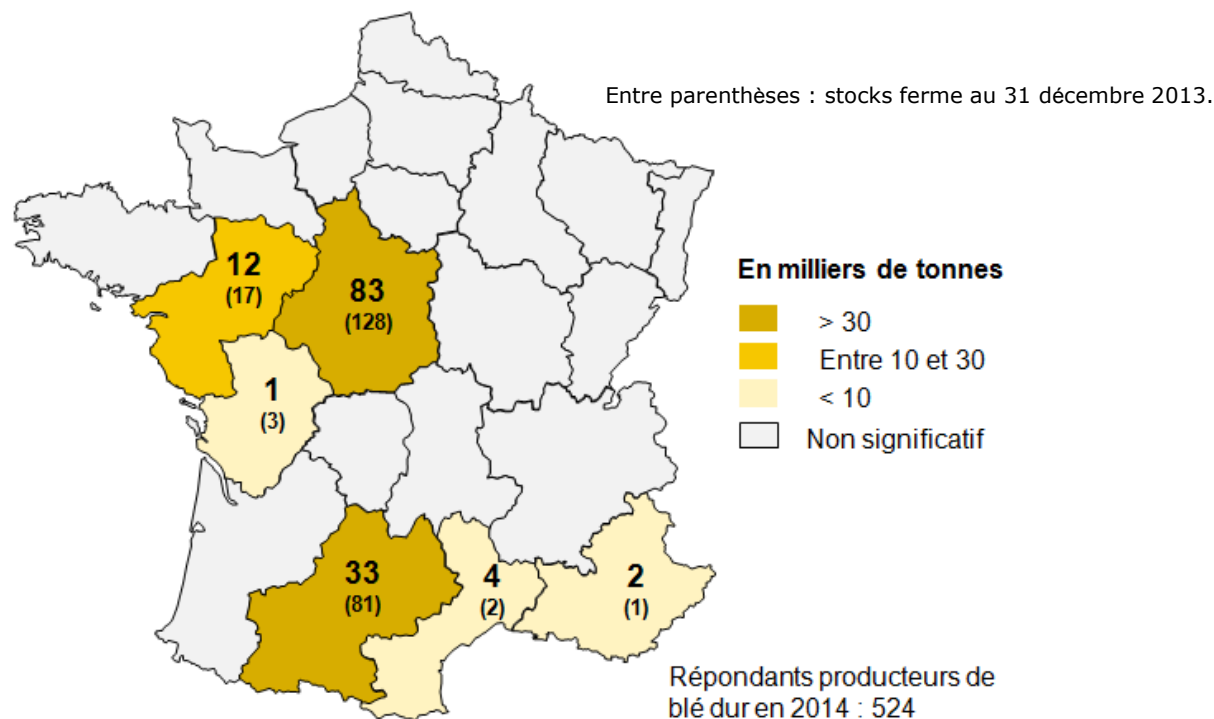 Entre parenthèses : stocks ferme au 31 décembre 2013.
12
(17)
83
(128)
1
(3)
33
(81)
4
(2)
2
(1)
En milliers de tonnes
> 30
Entre 10 et 30
< 10
Non significatif
Répondants producteurs de
blé dur en 2014 : 524